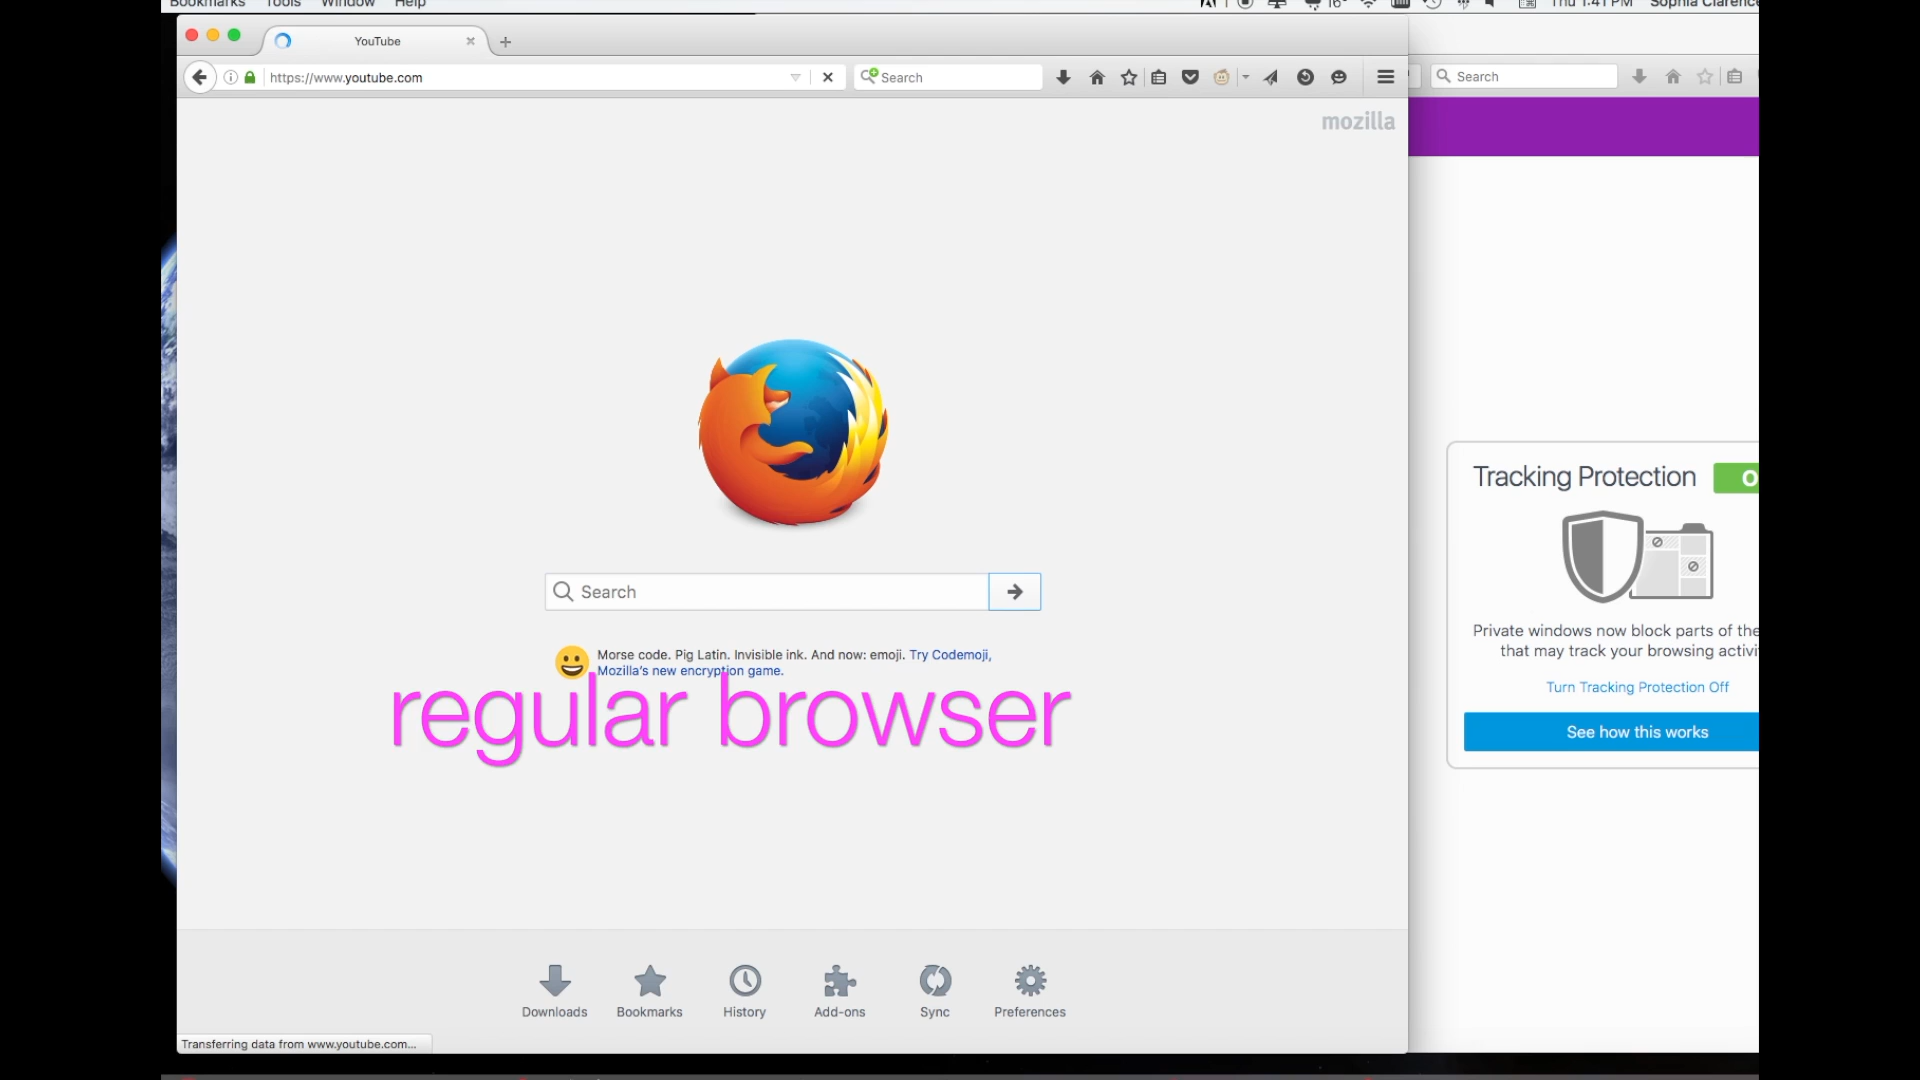 Bookmarks Tools Window Help
16° Thu 1:41 PM Sophia Clarence
YouTube
https://www.youtube.com
Search
Search
mozilla
Tracking Protection
Search
Private windows now block parts of the
that may track your browsing activi
Morse code. Pig Latin. Invisible ink. And now: emoji. Try Codemoji,
Mozilla's new encryption game.
Turn Tracking Protection Off
regular browser
See how this works
Downloads
Bookmarks
History
Add-ons
Sync
Preferences
Transferring data from www.youtube.com...